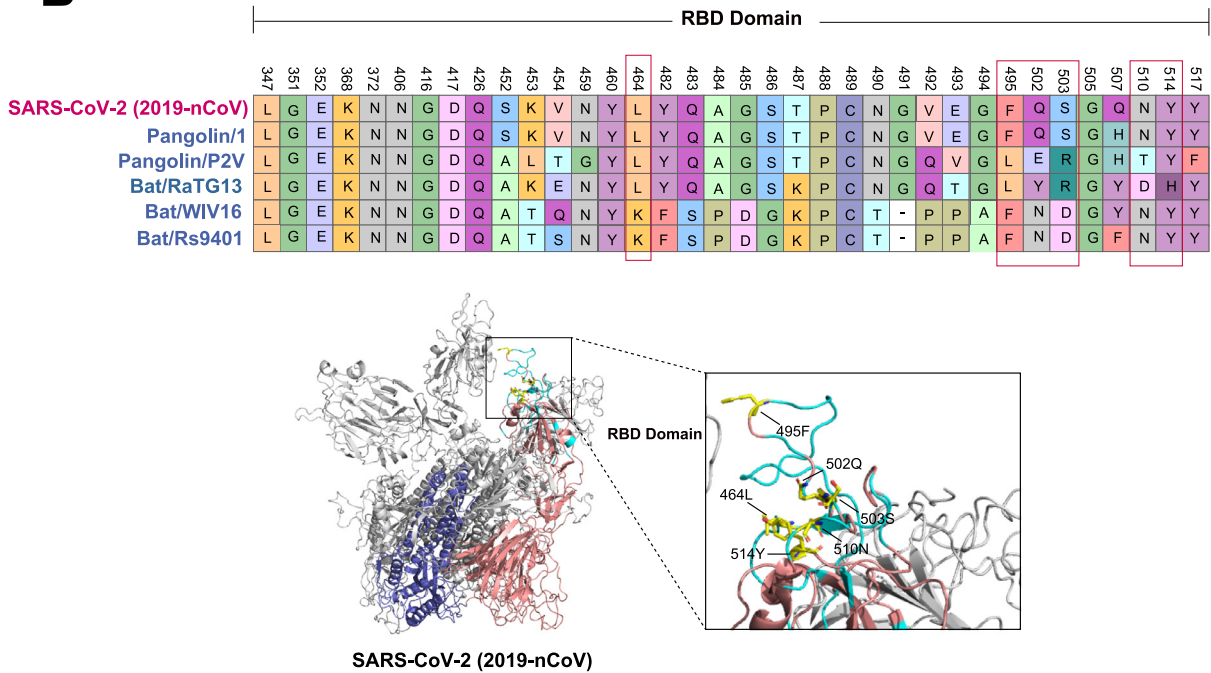 RBD Domain
347 351 352 368 372 406 416 417 426 452 453 454 459 460 464 482 483 484 485 486 487 488 489 490 491 492 493 494 495 502 503 505 507 510 514 517
SARS-CoV-2 (2019-nCoV) L G E K N N G D Q S K V N Y L Y Q A G S T P C N G V E G F Q S G Q N Y Y
Pangolin/1 L G E K N N G D Q S K V N Y L Y Q A G S T P C N G V E G F Q S G H N Y Y
Pangolin/P2V L G E K N N G D Q A L T G Y L Y Q A G S T P C N G Q V G L E R G H T Y F
Bat/RaTG13 L G E K N N G D Q A K E N Y L Y Q A G S K P C N G Q T G L Y R G Y D H Y
Bat/WIV16 L G E K N N G D Q A T Q N Y K F S P D G K P C T - P P A F N D G Y N Y Y
Bat/Rs9401 L G E K N N G D Q A T S N Y K F S P D G K P C T - P P A F N D G F N Y Y
RBD Domain
495F
502Q
464L
503S
510N
514Y
SARS-CoV-2 (2019-nCoV)